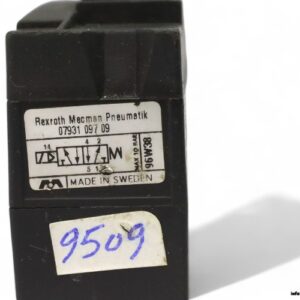 Rexroth Mecman Pneumatik
07931 097 09
14
4 2
5 1
MAX 10 BAR
96W38
MADE IN SWEDEN
9509